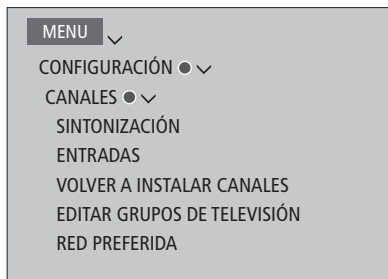 MENU
CONFIGURACIÓN
CANALES
SINTONIZACIÓN
ENTRADAS
VOLVER A INSTALAR CANALES
EDITAR GRUPOS DE TELEVISIÓN
RED PREFERIDA